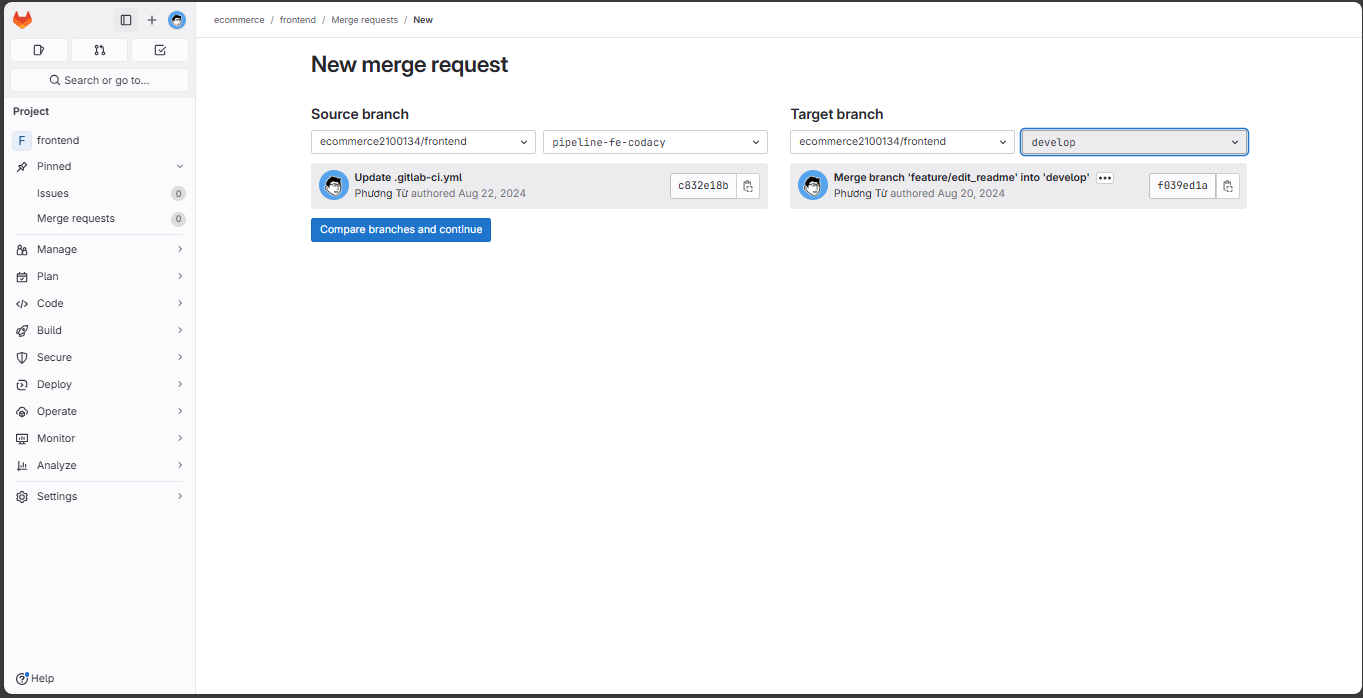 ecommerce / frontend / Merge requests / New
Search or go to...
Project
F frontend
Pinned
Issues 0
Merge requests 0
Manage
Plan
Code
Build
Secure
Deploy
Operate
Monitor
Analyze
Settings
Help
New merge request
Source branch
ecommerce2100134/frontend
pipeline-fe-codacy
Update .gitlab-ci.yml
Phương Từ authored Aug 22, 2024
c832e18b
Compare branches and continue
Target branch
ecommerce2100134/frontend
develop
Merge branch 'feature/edit_readme' into 'develop'
Phương Từ authored Aug 20, 2024
f039ed1a